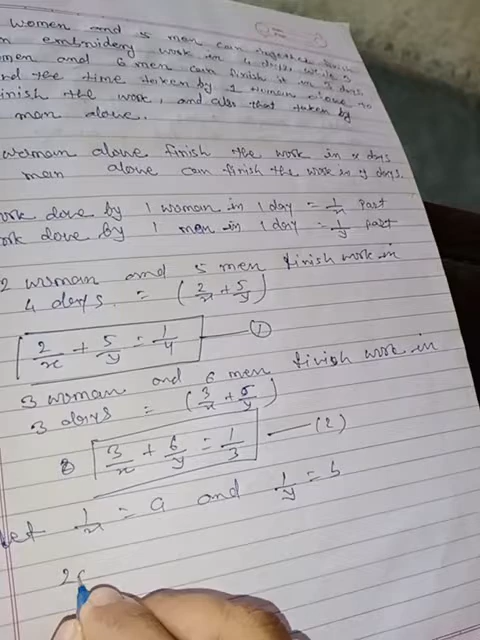 women and 5 men can together finish
embroidery work in 4 days while 3
women and 6 men can finish it in 3 days
the time taken by 1 woman alone to
finish the work, and also that taken by
man alone.
woman alone finish the work in x days
man alone can finish the work in y days.
work done by 1 woman in 1 day = 1/x part
work done by 1 men in 1 day = 1/y part
2 woman and 5 men finish work in
4 days. = (2/x + 5/y)
2/x + 5/y = 1/4 — (1)
3 woman and 6 men finish work in
3 days = (3/x + 6/y)
3/x + 6/y = 1/3 — (2)
Let 1/x = a and 1/y = b
2